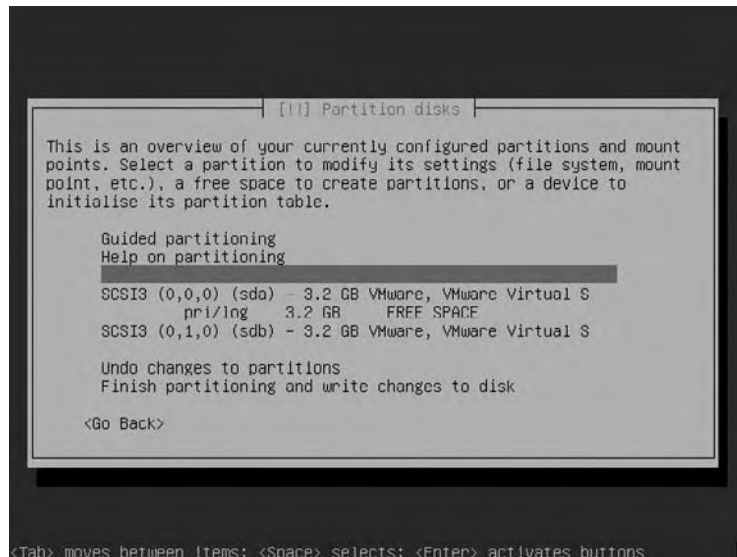 [!!] Partition disks
This is an overview of your currently configured partitions and mount
points. Select a partition to modify its settings (file system, mount
point, etc.), a free space to create partitions, or a device to
initialise its partition table.
Guided partitioning
Help on partitioning
SCSI3 (0,0,0) (sda) - 3.2 GB VMware, VMware Virtual S
pri/log 3.2 GB FREE SPACE
SCSI3 (0,1,0) (sdb) - 3.2 GB VMware, VMware Virtual S
Undo changes to partitions
Finish partitioning and write changes to disk
<Go Back>
<Tab> moves between items; <Space> selects; <Enter> activates buttons